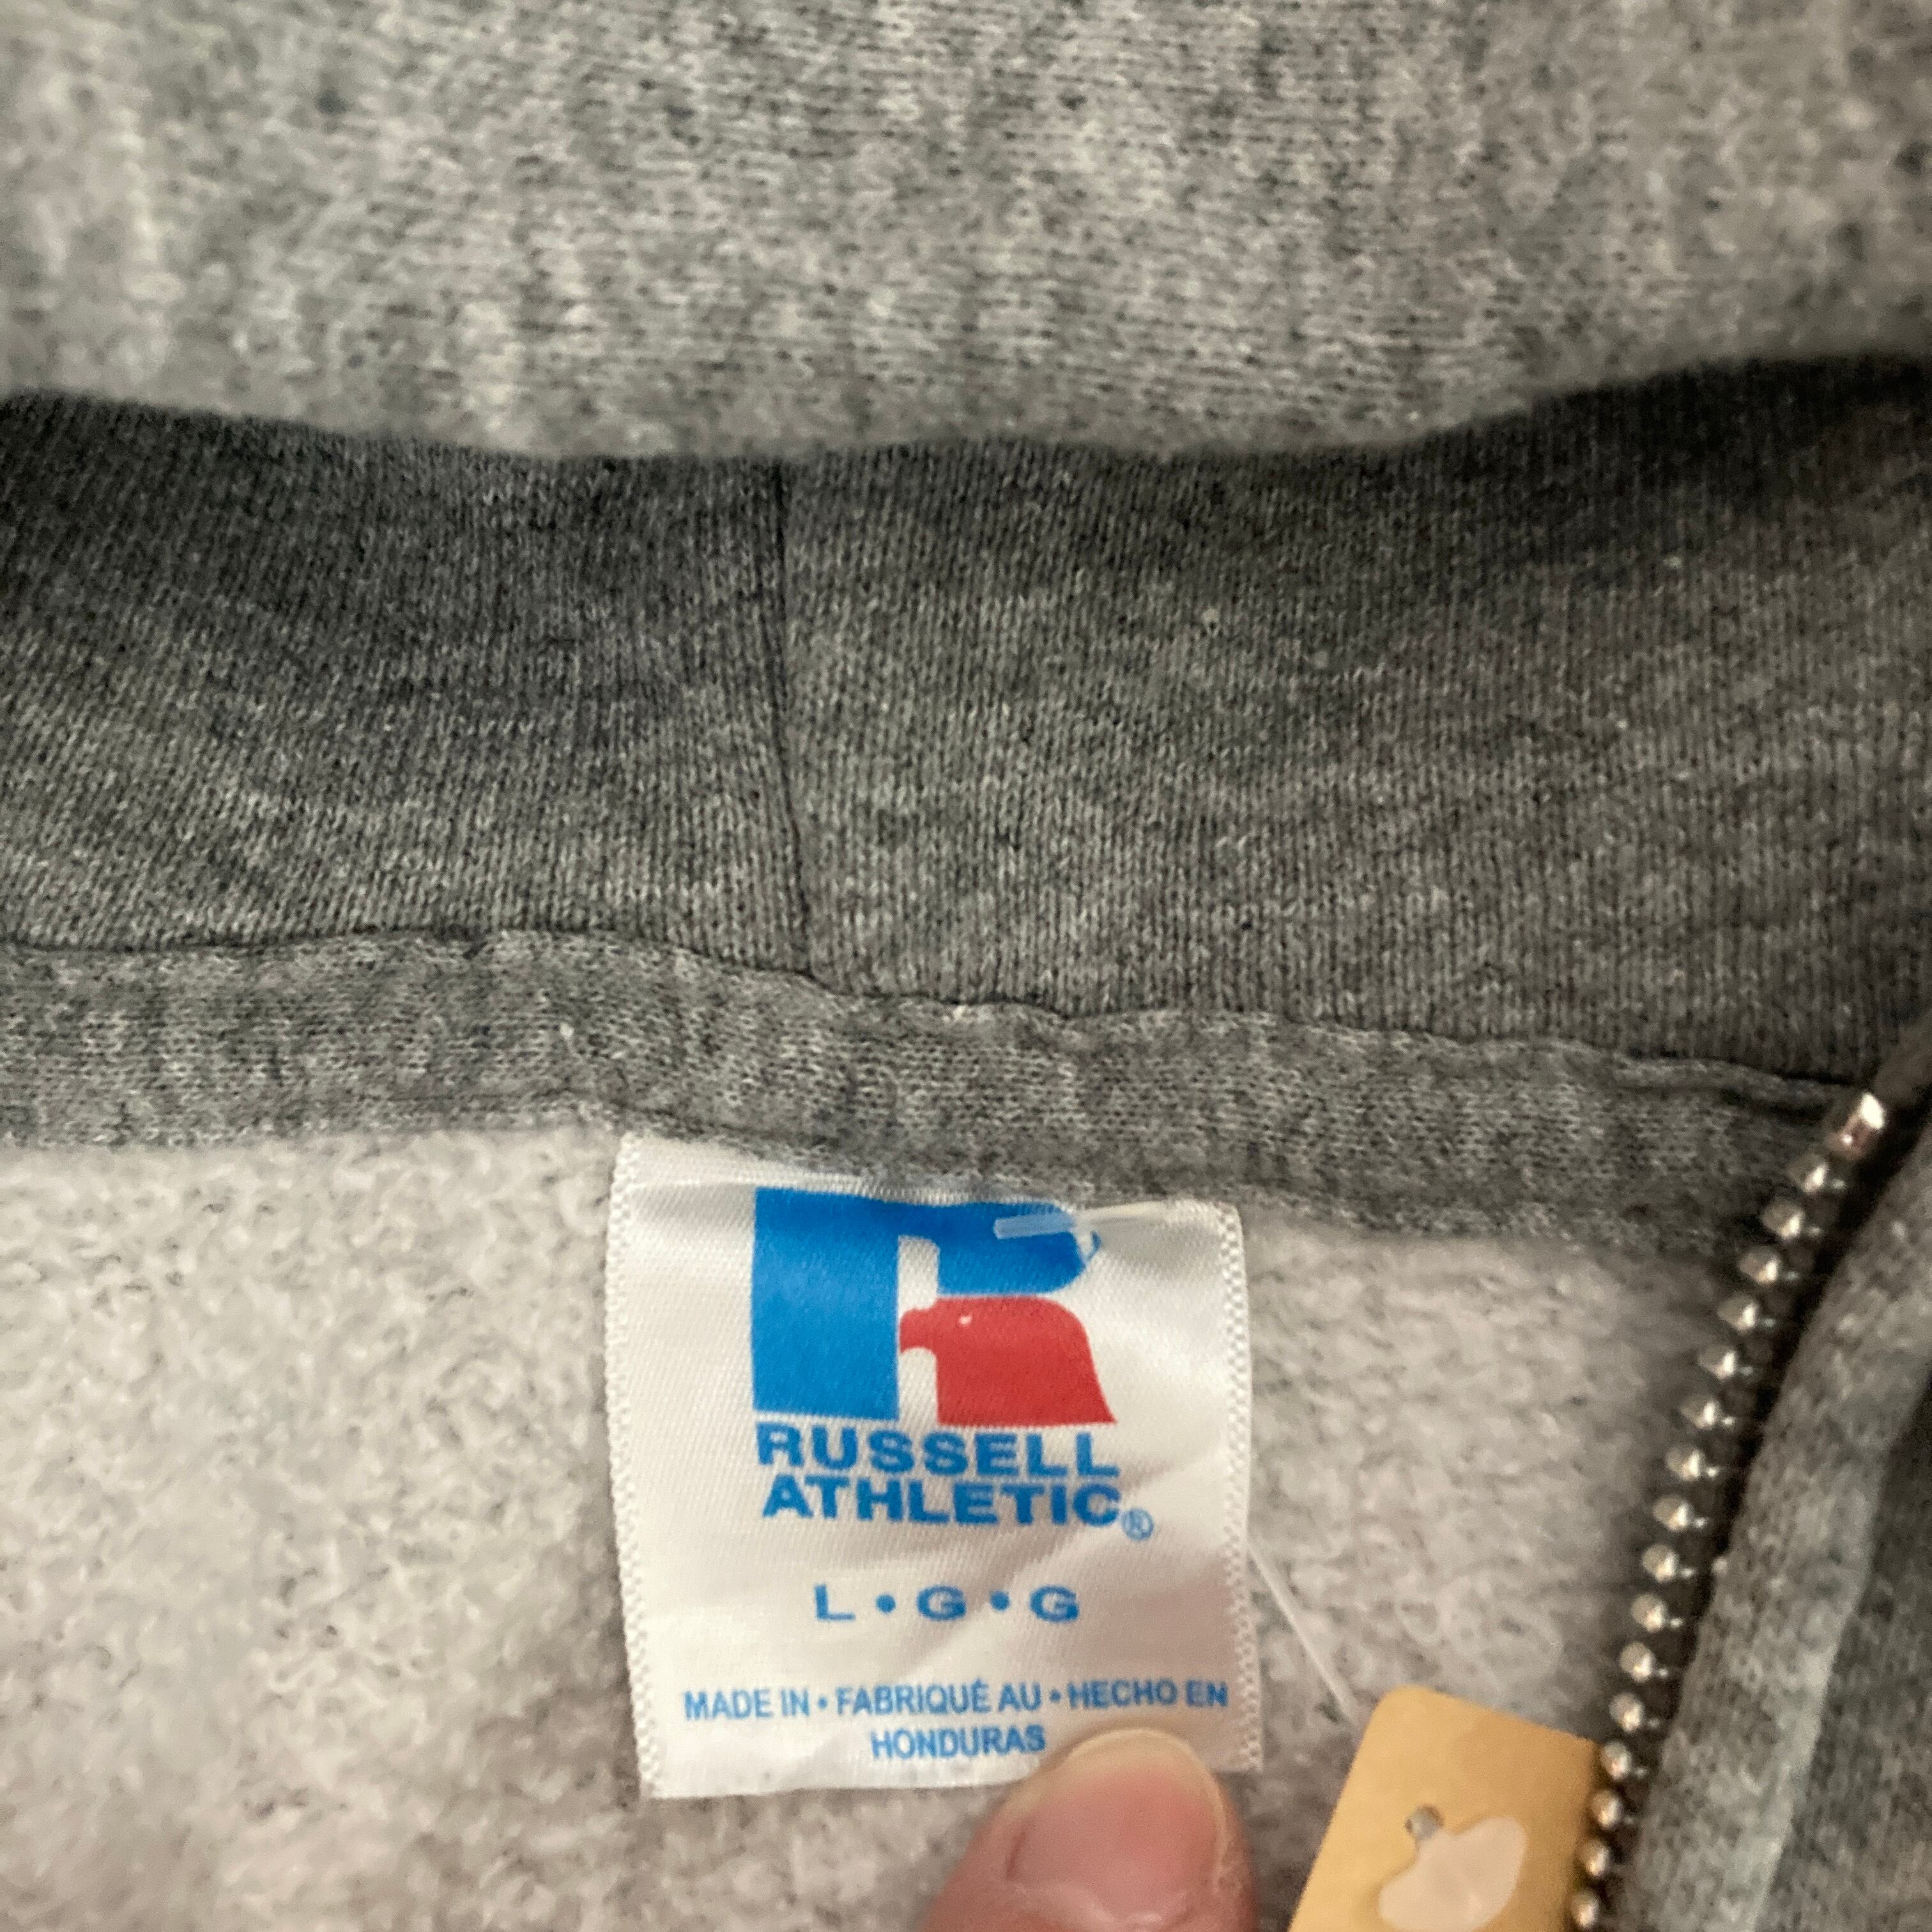 R
RUSSELL
ATHLETIC®
L • G • G
MADE IN • FABRIQUÉ AU • HECHO EN
HONDURAS